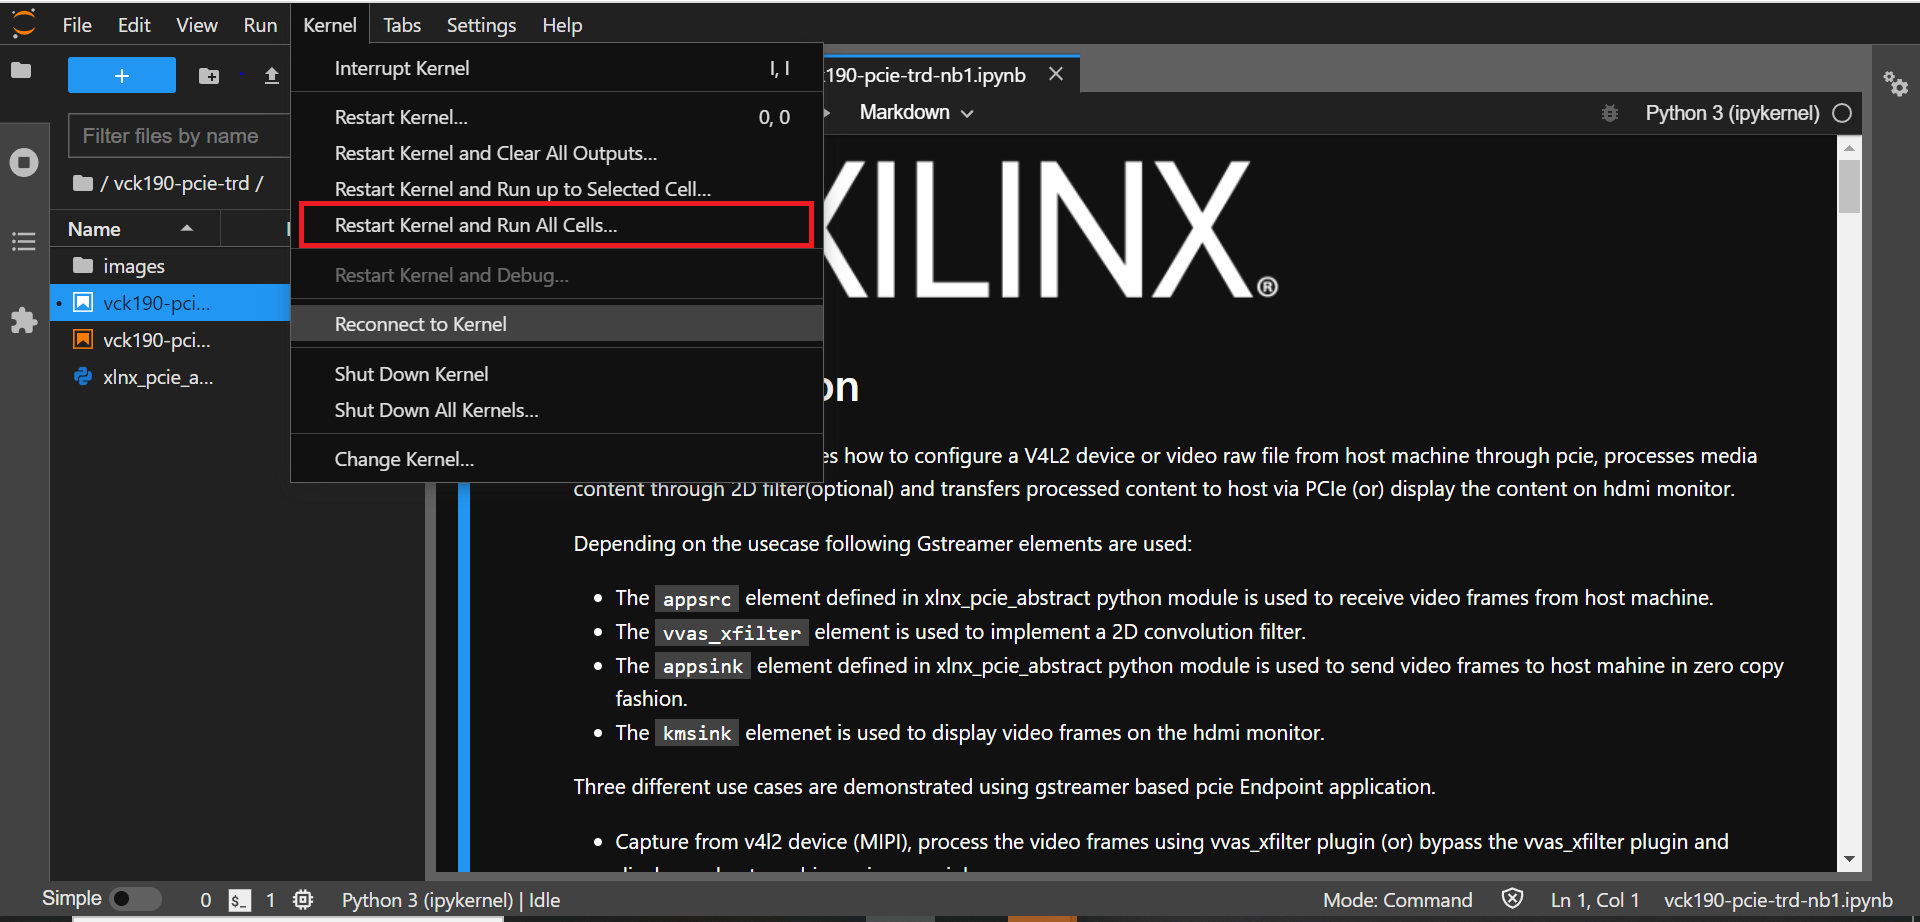 File Edit View Run Kernel Tabs Settings Help
Filter files by name
/ vck190-pcie-trd /
Name
images
vck190-pci...
vck190-pci...
xlnx_pcie_a...
Interrupt Kernel I, I
Restart Kernel... 0, 0
Restart Kernel and Clear All Outputs...
Restart Kernel and Run up to Selected Cell...
Restart Kernel and Run All Cells...
Restart Kernel and Debug...
Reconnect to Kernel
Shut Down Kernel
Shut Down All Kernels...
Change Kernel...
190-pcie-trd-nb1.ipynb
Markdown
Python 3 (ipykernel)
XILINX®
on
es how to configure a V4L2 device or video raw file from host machine through pcie, processes media
content through 2D filter(optional) and transfers processed content to host via PCIe (or) display the content on hdmi monitor.
Depending on the usecase following Gstreamer elements are used:
• The appsrc element defined in xlnx_pcie_abstract python module is used to receive video frames from host machine.
• The vvas_xfilter element is used to implement a 2D convolution filter.
• The appsink element defined in xlnx_pcie_abstract python module is used to send video frames to host mahine in zero copy
fashion.
• The kmsink elemenet is used to display video frames on the hdmi monitor.
Three different use cases are demonstrated using gstreamer based pcie Endpoint application.
• Capture from v4l2 device (MIPI), process the video frames using vvas_xfilter plugin (or) bypass the vvas_xfilter plugin and
Simple 0 $_ 1 Python 3 (ipykernel) | Idle Mode: Command Ln 1, Col 1 vck190-pcie-trd-nb1.ipynb